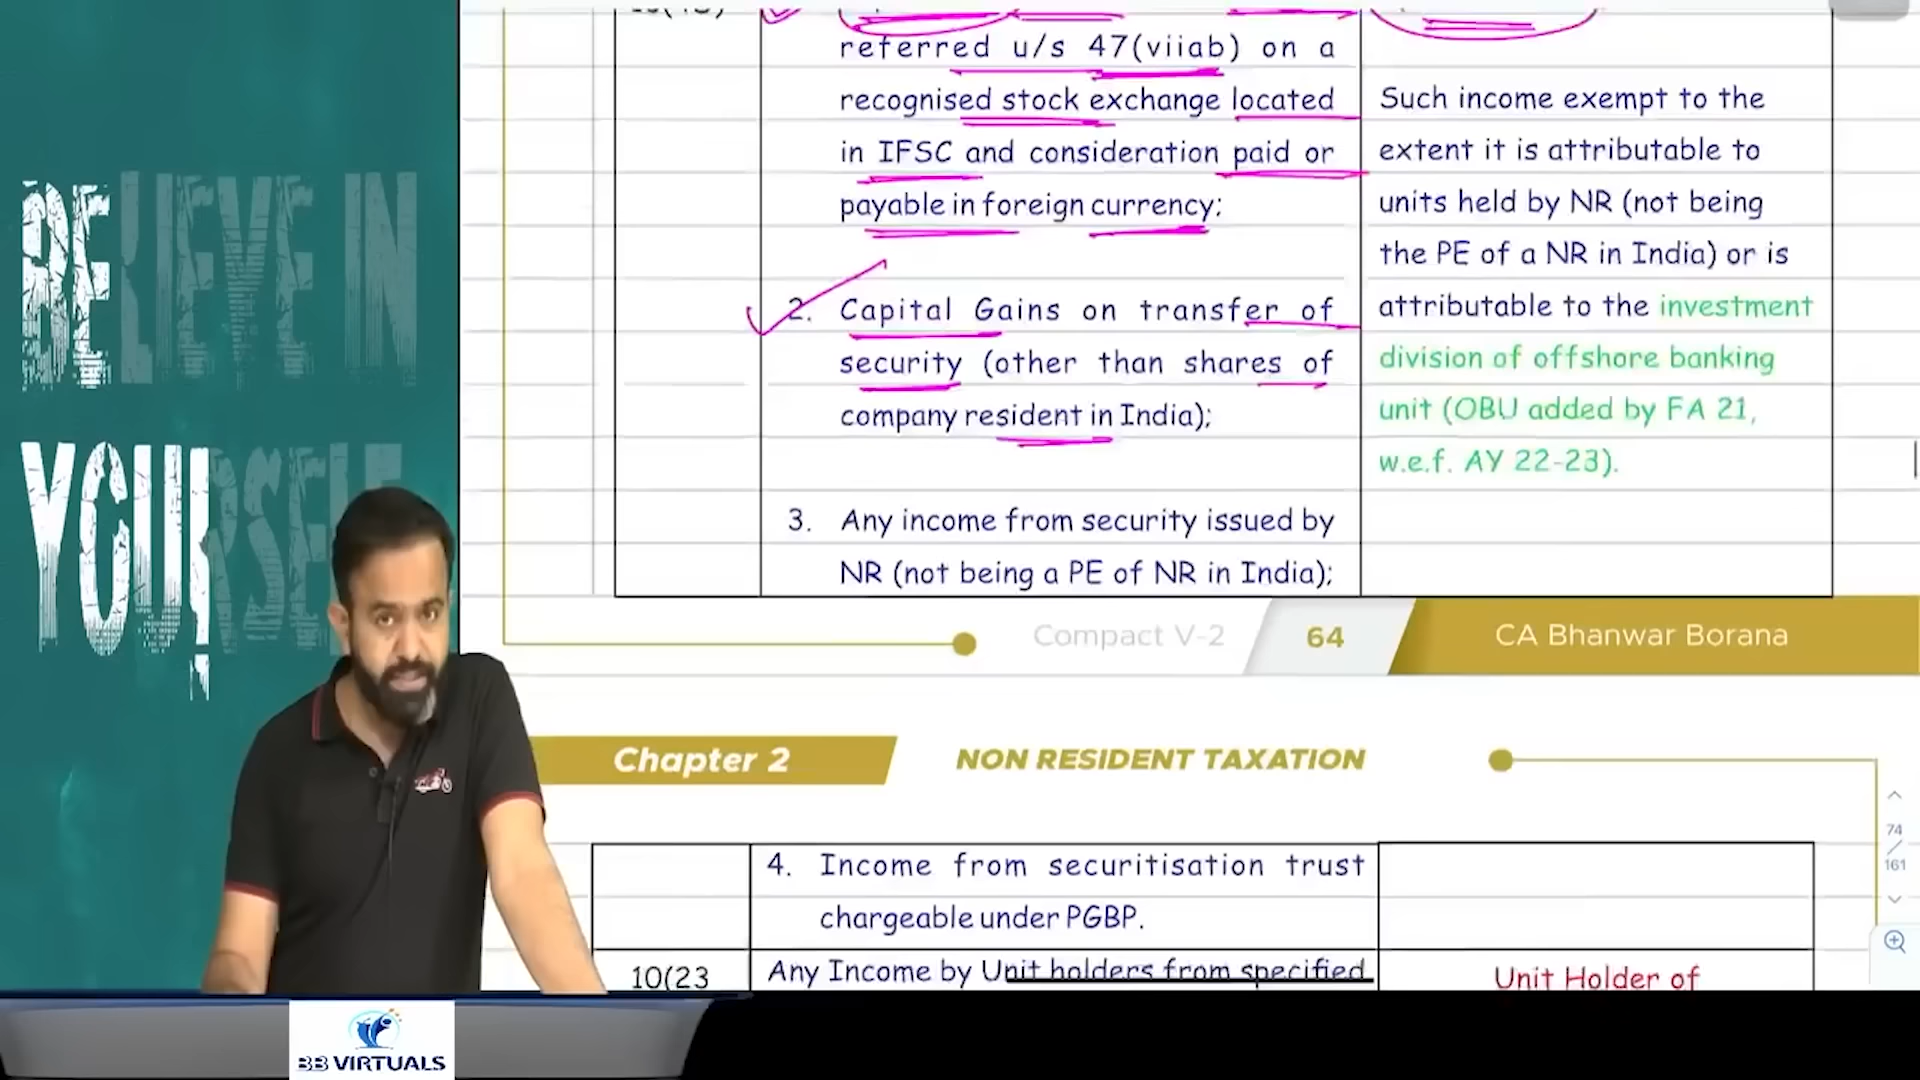 BELIEVE IN
YOURSELF
referred u/s 47(viiab) on a
recognised stock exchange located
in IFSC and consideration paid or
payable in foreign currency;
2. Capital Gains on transfer of
security (other than shares of
company resident in India);
3. Any income from security issued by
NR (not being a PE of NR in India);
Such income exempt to the
extent it is attributable to
units held by NR (not being
the PE of a NR in India) or is
attributable to the investment
division of offshore banking
unit (OBU added by FA 21,
w.e.f. AY 22-23).
Compact V-2
64
CA Bhanwar Borana
Chapter 2
NON RESIDENT TAXATION
4. Income from securitisation trust
chargeable under PGBP.
10(23
Any Income by Unit holders from specified
Unit Holder of
74
/
161
BB VIRTUALS